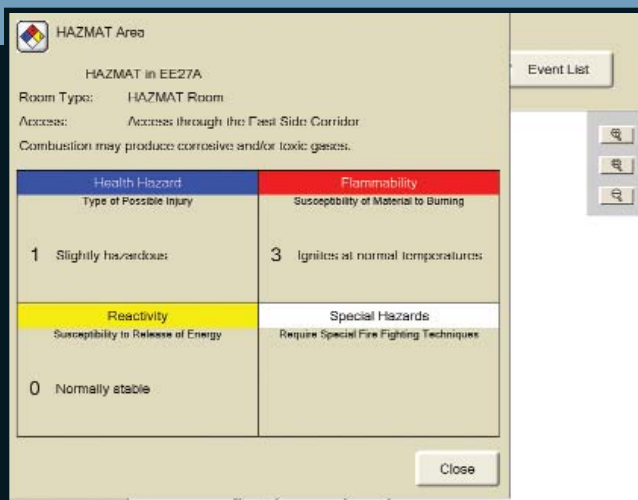 HAZMAT Area
HAZMAT in EE27A
Room Type: HAZMAT Room
Access: Access through the East Side Corridor
Combustion may produce corrosive and/or toxic gases.
Health Hazard
Type of Possible Injury
1 Slightly hazardous
Flammability
Susceptibility of Material to Burning
3 Ignites at normal temperatures
Reactivity
Susceptibility to Release of Energy
0 Normally stable
Special Hazards
Require Special Fire Fighting Techniques
Close
Event List